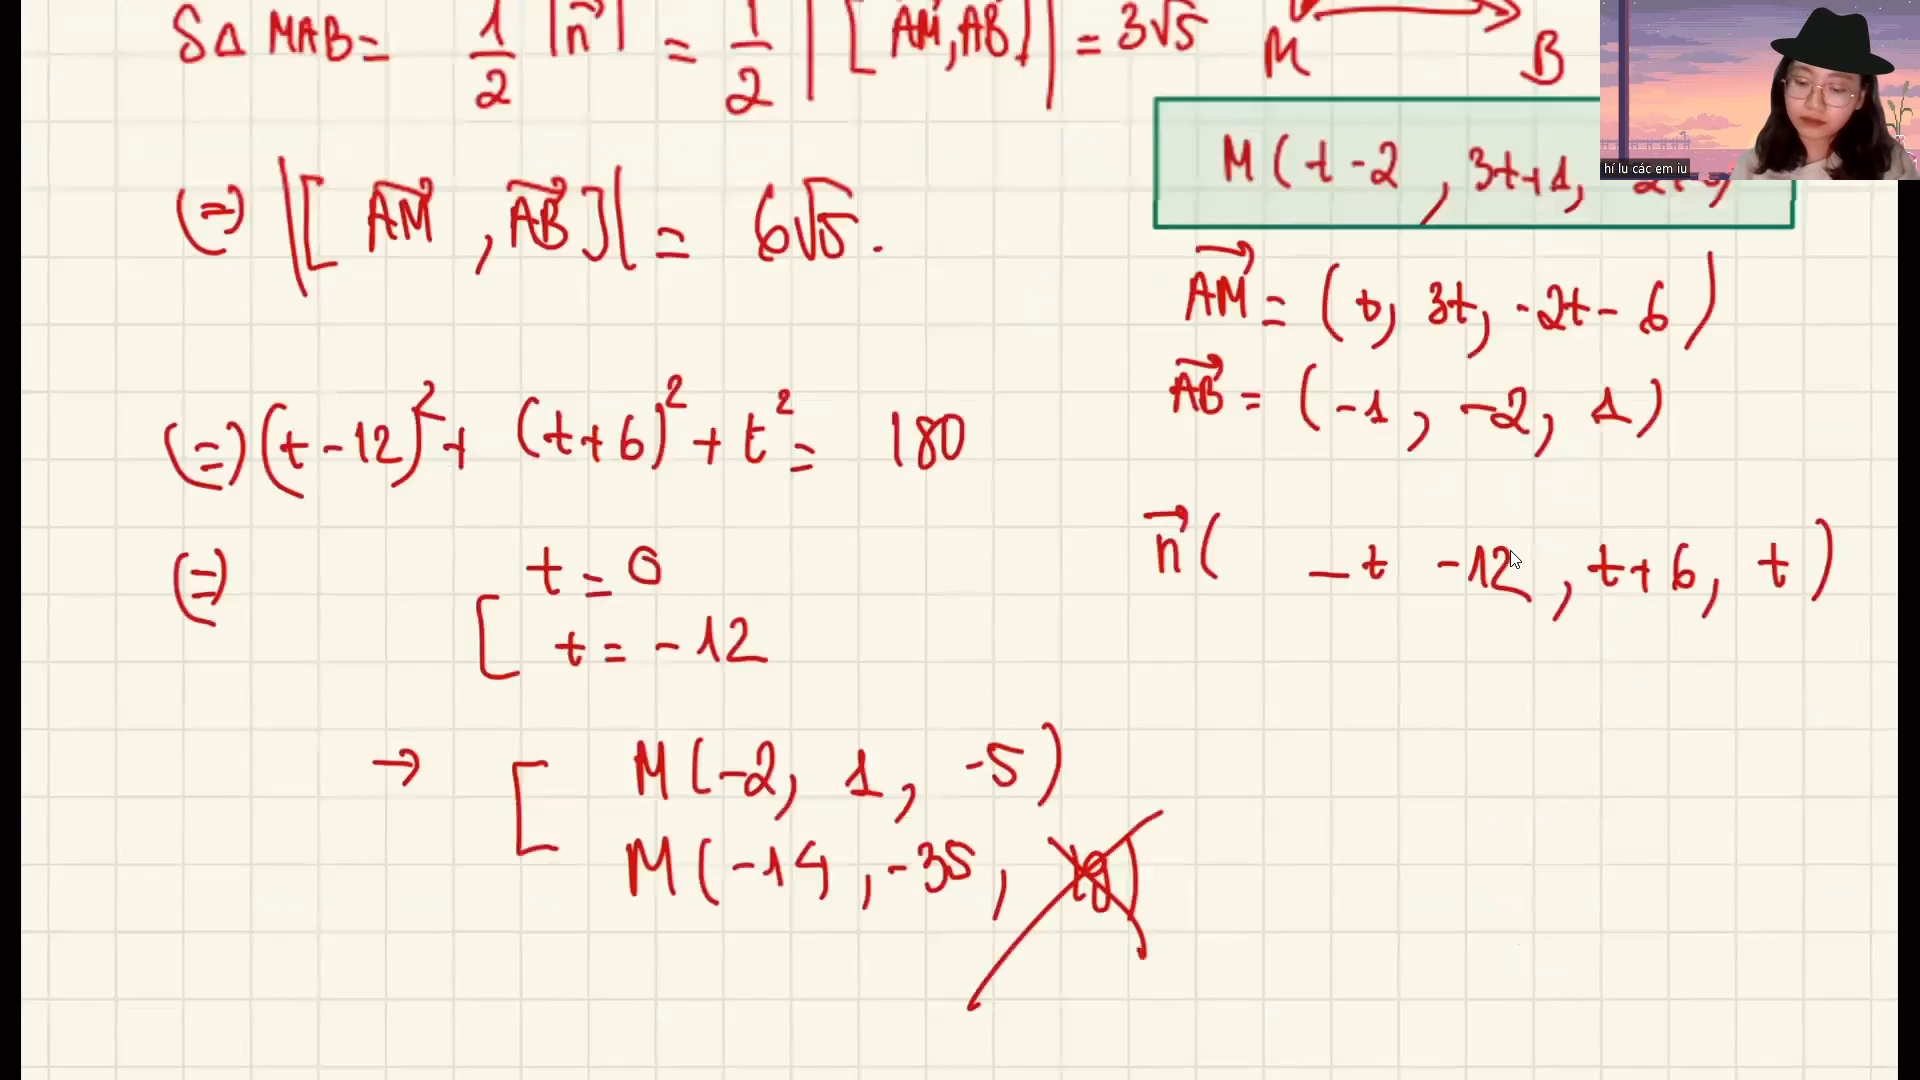 S△ MAB = 1/2 |n⃗| = 1/2 |[AM⃗, AB⃗]| = 3√5
M B
hí lu các em iu
M(t-2, 3t+1,
(=) |[AM⃗, AB⃗]| = 6√5.
AM⃗ = (t, 3t, -2t-6)
AB⃗ = (-1, -2, 1)
(=) (t-12)² + (t+6)² + t² = 180
n⃗( -t -12, t+6, t)
(=) [ t = 0
t = -12
→ [ M(-2, 1, -5)
M(-14, -35,